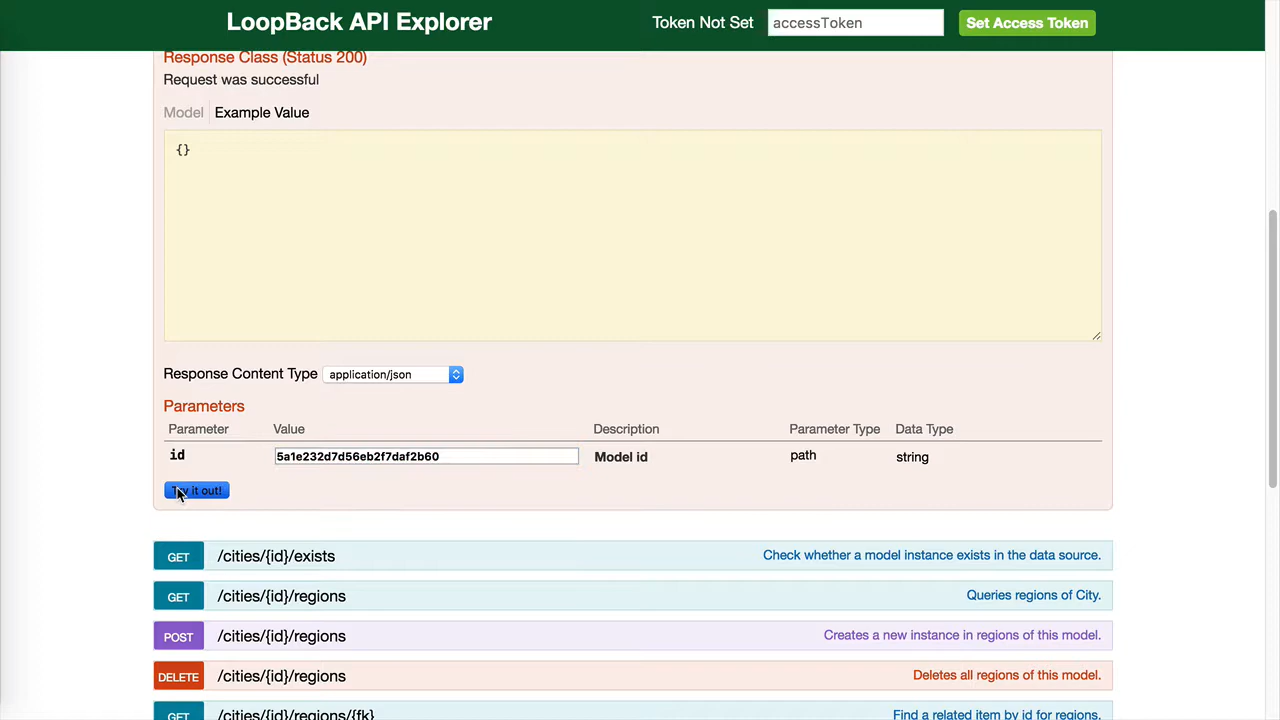 LoopBack API Explorer
Token Not Set
accessToken
Set Access Token
Response Class (Status 200)
Request was successful
Model
Example Value
{}
Response Content Type
application/json
Parameters
Parameter Value Description Parameter Type Data Type
id 5a1e232d7d56eb2f7daf2b60 Model id path string
Try it out!
GET /cities/{id}/exists Check whether a model instance exists in the data source.
GET /cities/{id}/regions Queries regions of City.
POST /cities/{id}/regions Creates a new instance in regions of this model.
DELETE /cities/{id}/regions Deletes all regions of this model.
GET /cities/{id}/regions/{fk} Find a related item by id for regions.